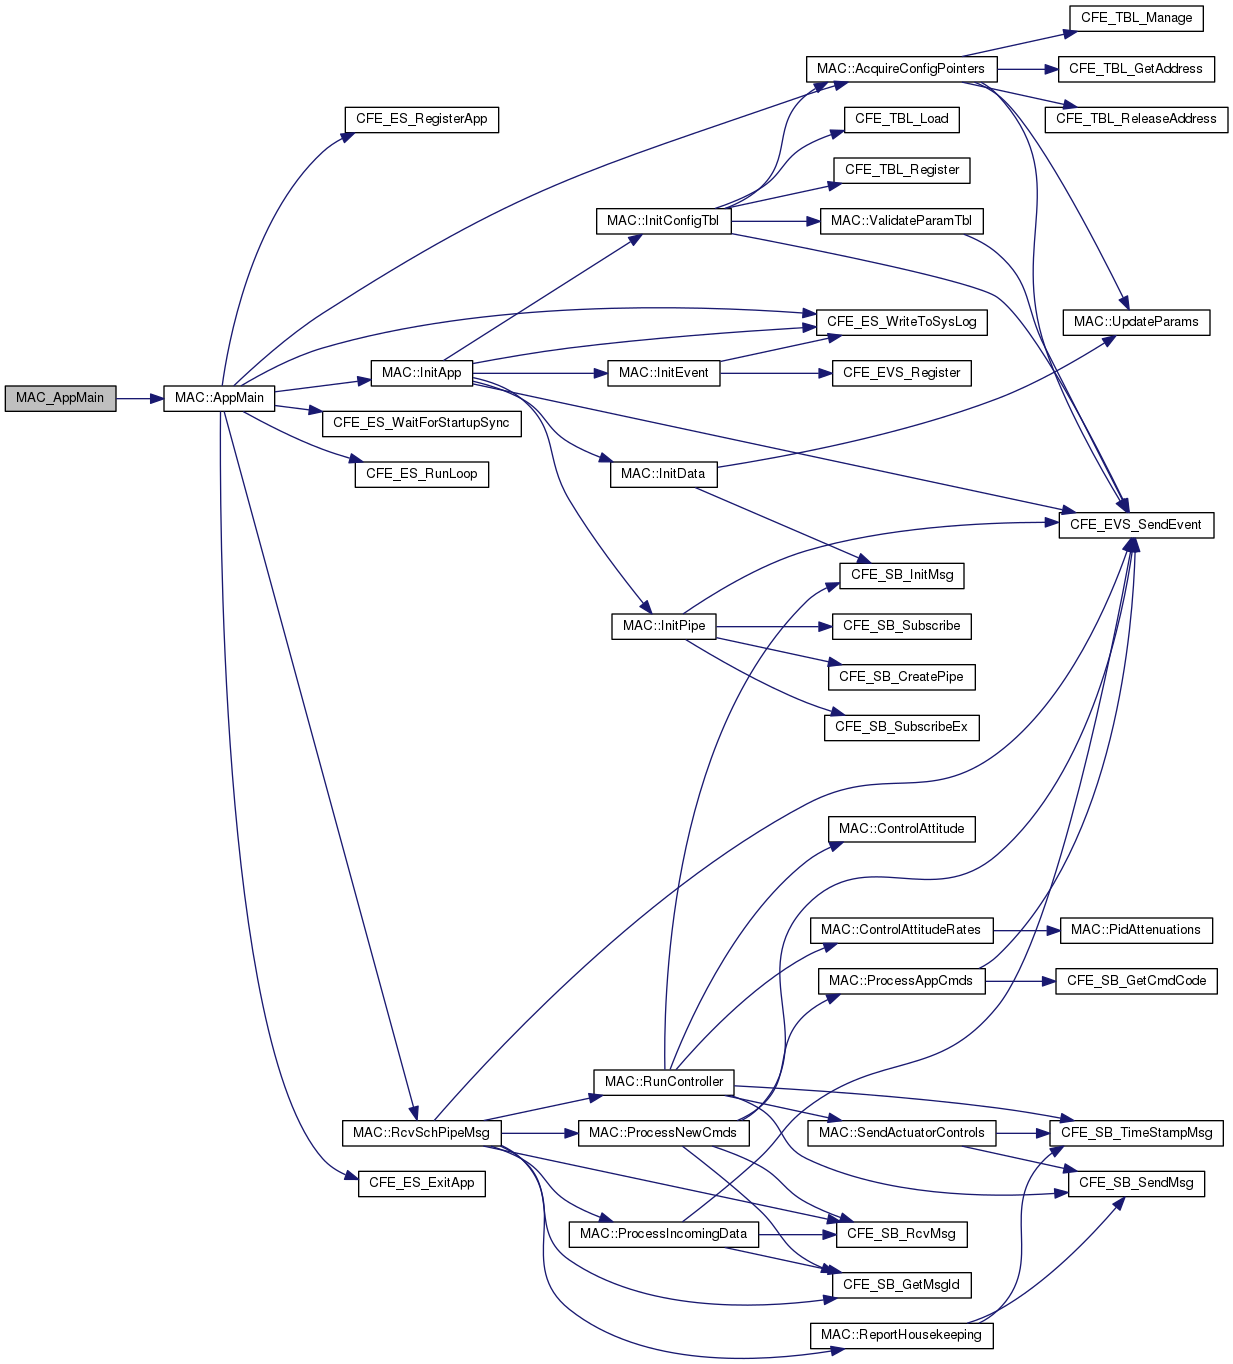 CFE_TBL_Manage
MAC::AcquireConfigPointers
CFE_TBL_GetAddress
CFE_ES_RegisterApp
CFE_TBL_Load
CFE_TBL_ReleaseAddress
CFE_TBL_Register
MAC::InitConfigTbl
MAC::ValidateParamTbl
CFE_ES_WriteToSysLog
MAC::UpdateParams
MAC::InitApp
MAC::InitEvent
CFE_EVS_Register
MAC_AppMain
MAC::AppMain
CFE_ES_WaitForStartupSync
CFE_ES_RunLoop
MAC::InitData
CFE_EVS_SendEvent
CFE_SB_InitMsg
MAC::InitPipe
CFE_SB_Subscribe
CFE_SB_CreatePipe
CFE_SB_SubscribeEx
MAC::ControlAttitude
MAC::ControlAttitudeRates
MAC::PidAttenuations
MAC::ProcessAppCmds
CFE_SB_GetCmdCode
MAC::RunController
MAC::RcvSchPipeMsg
MAC::ProcessNewCmds
MAC::SendActuatorControls
CFE_SB_TimeStampMsg
CFE_ES_ExitApp
CFE_SB_SendMsg
MAC::ProcessIncomingData
CFE_SB_RcvMsg
CFE_SB_GetMsgId
MAC::ReportHousekeeping